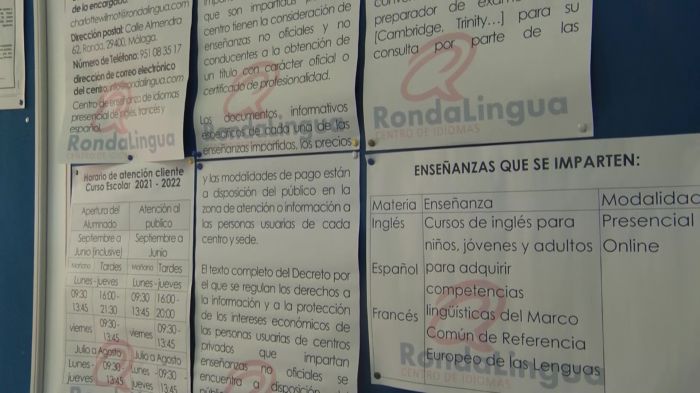 de lo encargado
charlottewilmot@rondalingua.com
Dirección postal: Calle Almendra
62, Ronda, 29400, Málaga.
Número de Teléfono: 951 08 35 17
dirección de correo electrónico
del centro
Centro de enseñanza de idiomas
presencial de inglés, francés y
español.
RondaLingua
que son impartidas
centro tienen la consideración de
enseñanzas no oficiales y no
conducentes a la obtención de
un título con carácter oficial o
certificado de profesionalidad.
Los documentos informativos
específicos de cada una de las
enseñanzas impartidas, los precios
preparador de
[Cambridge, Trinity…] para su
consulta por parte de las
RondaLingua
CENTRO DE IDIOMAS
Horario de atención cliente
Curso Escolar 2021 - 2022
Apertura del Atención al
Alumnado publico
Septiembre a Septiembre a
Junio (inclusive) Junio
Mañana Tardes Mañana Tardes
Lunes - jueves Lunes - jueves
09:30 16:00- 09:30 16:00-
13:45 21:30 13:45 20:00
viernes 09:30- 13:45 viernes 09:30- 13:45
Julio a Agosto Julio a Agosto
Lunes - 09:30- Lunes - 09:30-
jueves 13:45 jueves 13:45
y las modalidades de pago están
a disposición del público en la
zona de atención o información a
las personas usuarias de cada
centro y sede.
El texto completo del Decreto por
el que se regulan los derechos a
la información y a la protección
de los intereses económicos de
las personas usuarias de centros
privados que impartan
enseñanzas no oficiales se
encuentra a disposición del
ENSEÑANZAS QUE SE IMPARTEN:
Materia Enseñanza Modalidad
Inglés Cursos de inglés para Presencial
niños, jóvenes y adultos Online
Español para adquirir
competencias
Francés lingüísticas del Marco
Común de Referencia
Europeo de las Lenguas
RondaLingua
CENTRO DE IDIOMAS